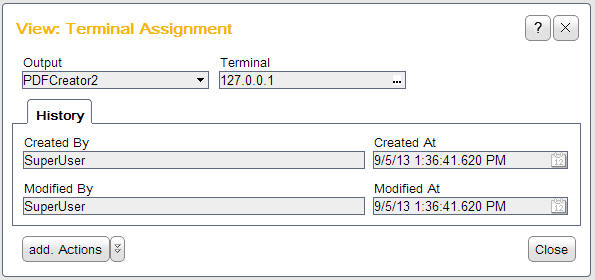 View: Terminal Assignment
?
Output Terminal
PDFCreator2 127.0.0.1 ...
History
Created By Created At
SuperUser 9/5/13 1:36:41.620 PM 12
Modified By Modified At
SuperUser 9/5/13 1:36:41.620 PM 12
add. Actions Close